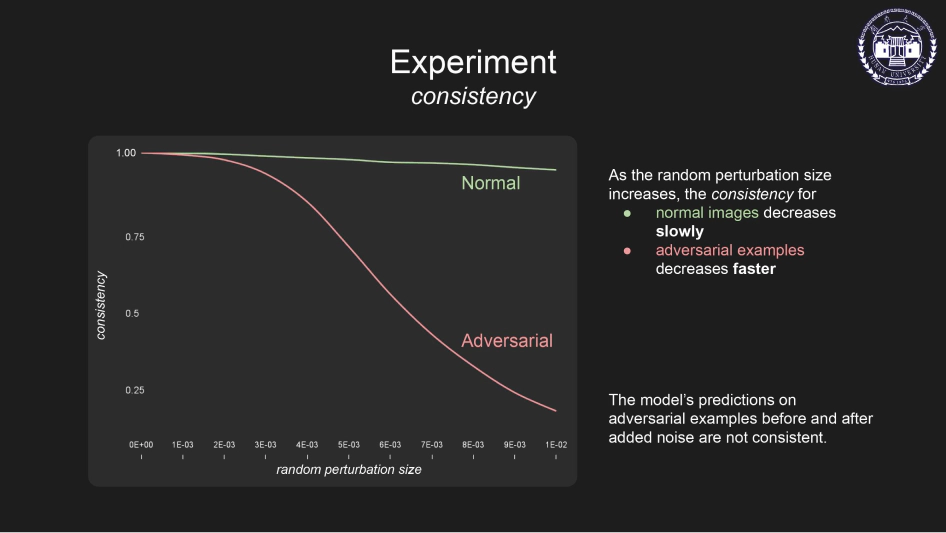 Experiment
consistency
HUNAN UNIVERSITY
1.00
0.75
0.5
0.25
consistency
Normal
Adversarial
0E+00 1E-03 2E-03 3E-03 4E-03 5E-03 6E-03 7E-03 8E-03 9E-03 1E-02
random perturbation size
As the random perturbation size
increases, the consistency for
● normal images decreases
slowly
● adversarial examples
decreases faster
The model’s predictions on
adversarial examples before and after
added noise are not consistent.